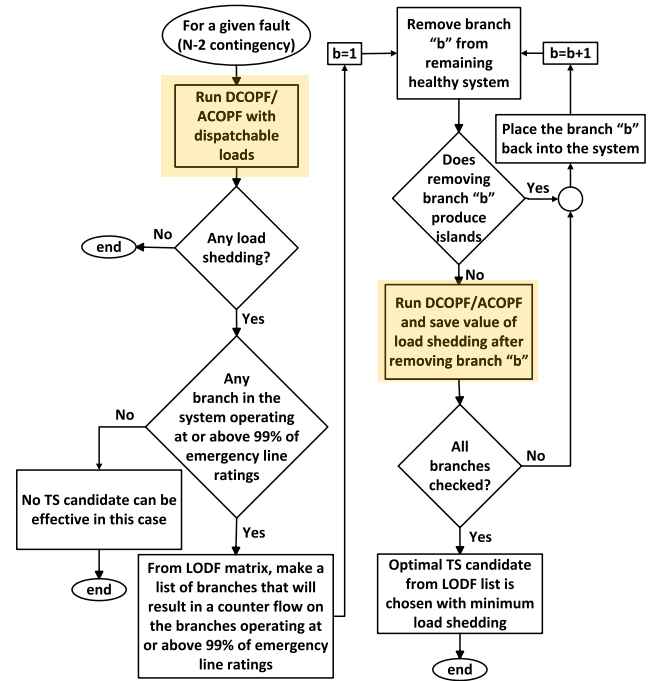 For a given fault
(N-2 contingency)
Run DCOPF/
ACOPF with
dispatchable
loads
Any load
shedding?
No
end
Yes
Any
branch in the
system operating
at or above 99% of
emergency line
ratings
No
No TS candidate can be
effective in this case
end
Yes
From LODF matrix, make a
list of branches that will
result in a counter flow on
the branches operating at
or above 99% of emergency
line ratings
b=1
Remove branch
“b” from
remaining
healthy system
b=b+1
Place the branch “b”
back into the system
Does
removing
branch “b”
produce
islands
Yes
No
Run DCOPF/ACOPF
and save value of
load shedding after
removing branch “b”
All
branches
checked?
No
Yes
Optimal TS candidate
from LODF list is
chosen with minimum
load shedding
end